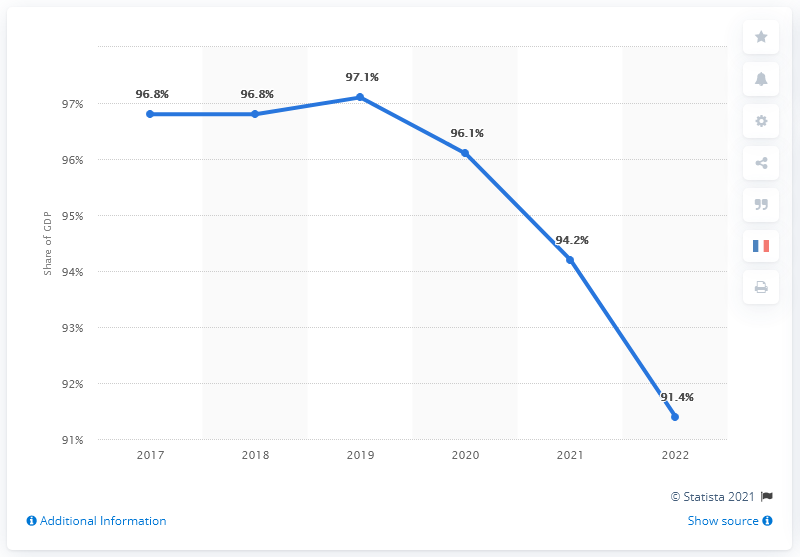 96.8%
96.8%
97.1%
96.1%
94.2%
91.4%
97%
96%
95%
94%
93%
92%
91%
Share of GDP
2017 2018 2019 2020 2021 2022
© Statista 2021
Additional Information
Show source